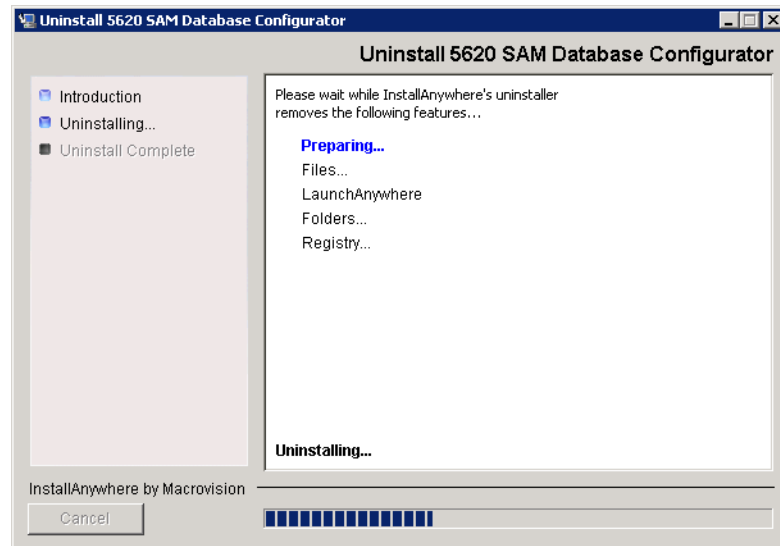 Uninstall 5620 SAM Database Configurator
Uninstall 5620 SAM Database Configurator
Introduction
Uninstalling...
Uninstall Complete
Please wait while InstallAnywhere's uninstaller
removes the following features...
Preparing...
Files...
LaunchAnywhere
Folders...
Registry...
Uninstalling...
InstallAnywhere by Macrovision
Cancel